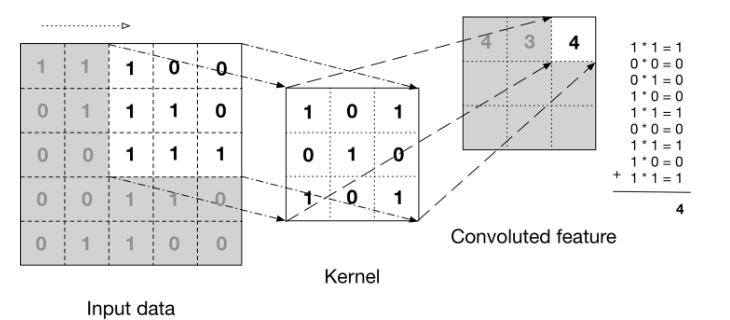 1 1 1 0 0
0 1 1 1 0
0 0 1 1 1
0 0 1 1 0
0 1 1 0 0
Input data
1 0 1
0 1 0
1 0 1
Kernel
4 3 4
Convoluted feature
1 * 1 = 1
0 * 0 = 0
0 * 1 = 0
1 * 0 = 0
1 * 1 = 1
0 * 0 = 0
1 * 1 = 1
1 * 0 = 0
+ 1 * 1 = 1
4